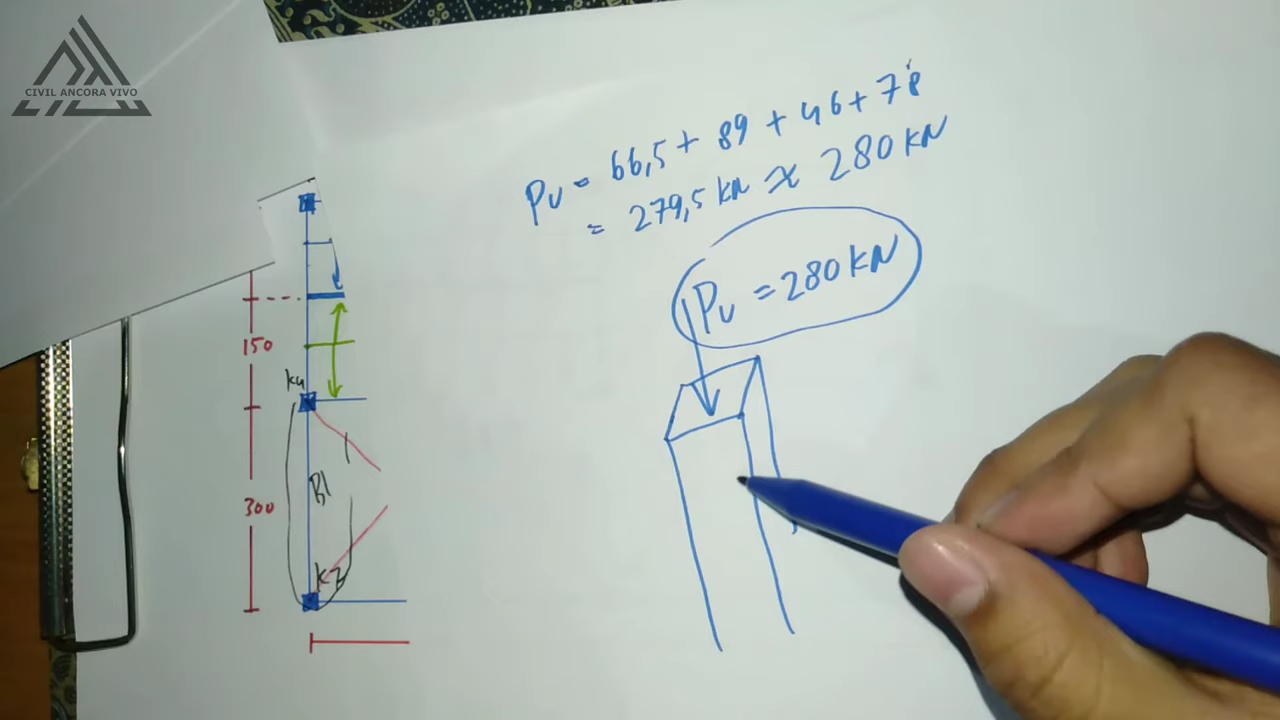 CIVIL ANCORA VIVO
Pu = 66,5 + 89 + 46 + 78
= 279,5 kN ≈ 280 kN
Pu = 280 kN
150
K4
B1
300
K2